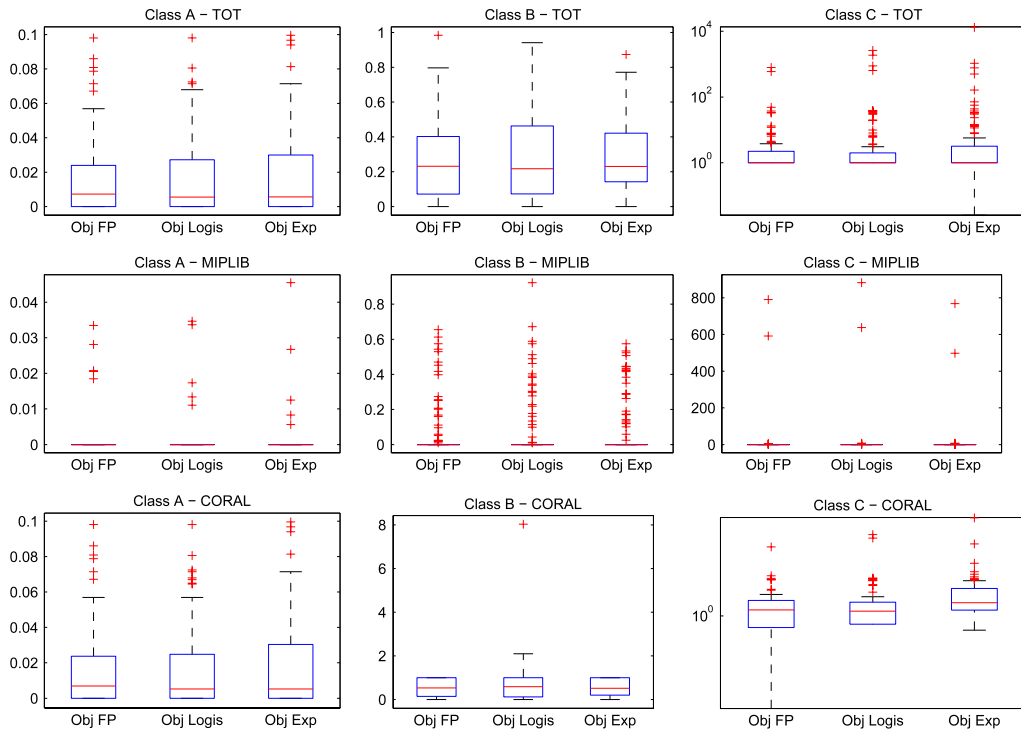 Class A − TOT
0.1
0.08
0.06
0.04
0.02
0
Obj FP Obj Logis Obj Exp
Class B − TOT
1
0.8
0.6
0.4
0.2
0
Obj FP Obj Logis Obj Exp
Class C − TOT
10^4
10^2
10^0
Obj FP Obj Logis Obj Exp
Class A − MIPLIB
0.04
0.03
0.02
0.01
0
Obj FP Obj Logis Obj Exp
Class B − MIPLIB
0.8
0.6
0.4
0.2
0
Obj FP Obj Logis Obj Exp
Class C − MIPLIB
800
600
400
200
0
Obj FP Obj Logis Obj Exp
Class A − CORAL
0.1
0.08
0.06
0.04
0.02
0
Obj FP Obj Logis Obj Exp
Class B − CORAL
8
6
4
2
0
Obj FP Obj Logis Obj Exp
Class C − CORAL
10^0
Obj FP Obj Logis Obj Exp